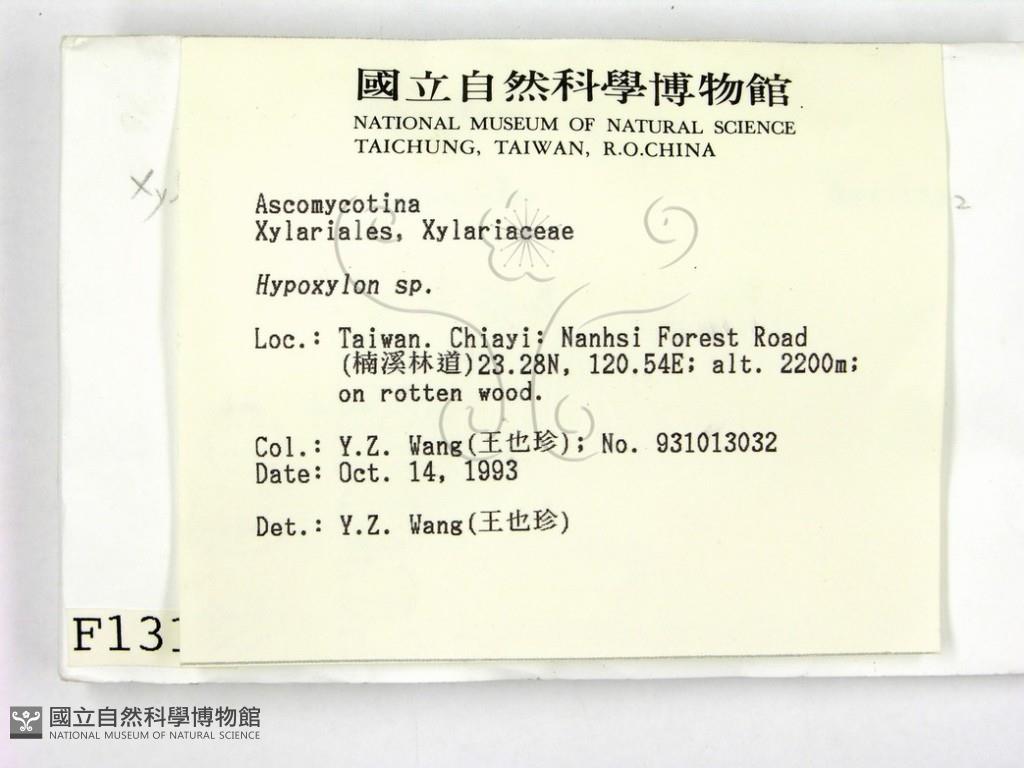 國立自然科學博物館
NATIONAL MUSEUM OF NATURAL SCIENCE
TAICHUNG, TAIWAN, R.O.CHINA
Ascomycotina
Xylariales, Xylariaceae
Hypoxylon sp.
Loc.: Taiwan. Chiayi: Nanhsi Forest Road
(楠溪林道)23.28N, 120.54E; alt. 2200m;
on rotten wood.
Col.: Y.Z. Wang(王也珍); No. 931013032
Date: Oct. 14, 1993
Det.: Y.Z. Wang(王也珍)
F131
國立自然科學博物館
NATIONAL MUSEUM OF NATURAL SCIENCE